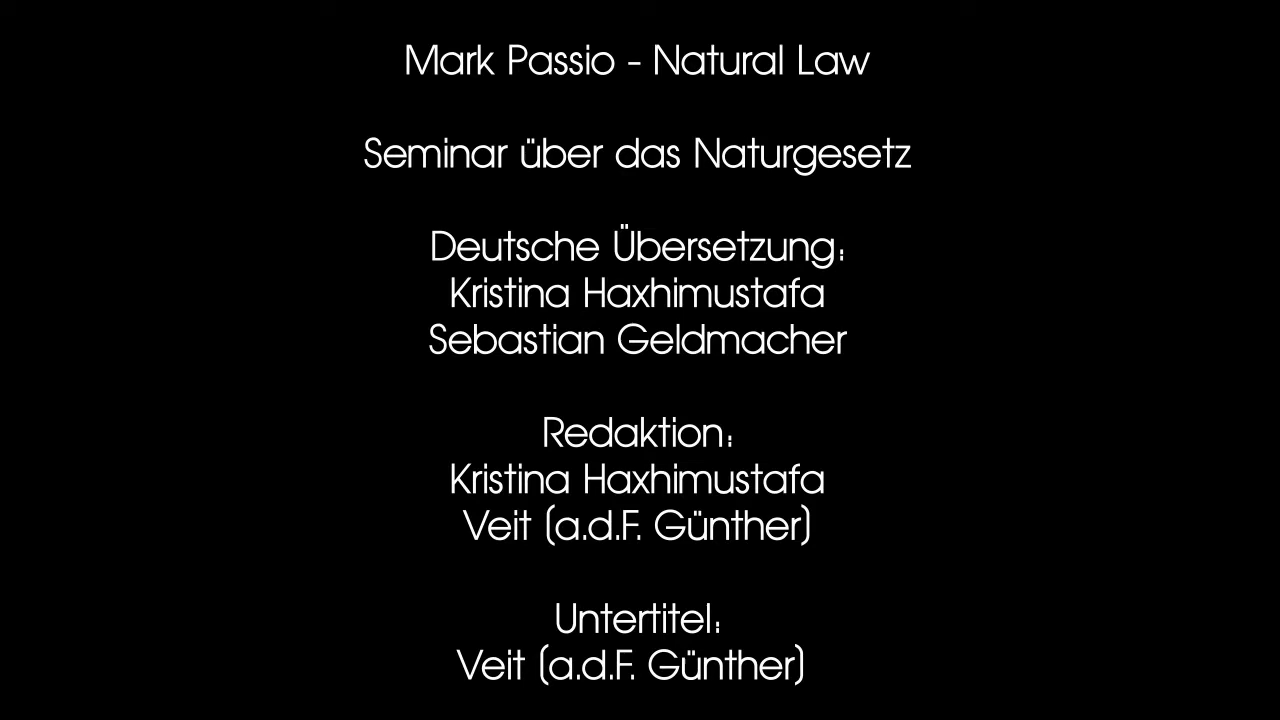 Mark Passio - Natural Law
Seminar über das Naturgesetz
Deutsche Übersetzung:
Kristina Haxhimustafa
Sebastian Geldmacher
Redaktion:
Kristina Haxhimustafa
Veit (a.d.F. Günther)
Untertitel:
Veit (a.d.F. Günther)